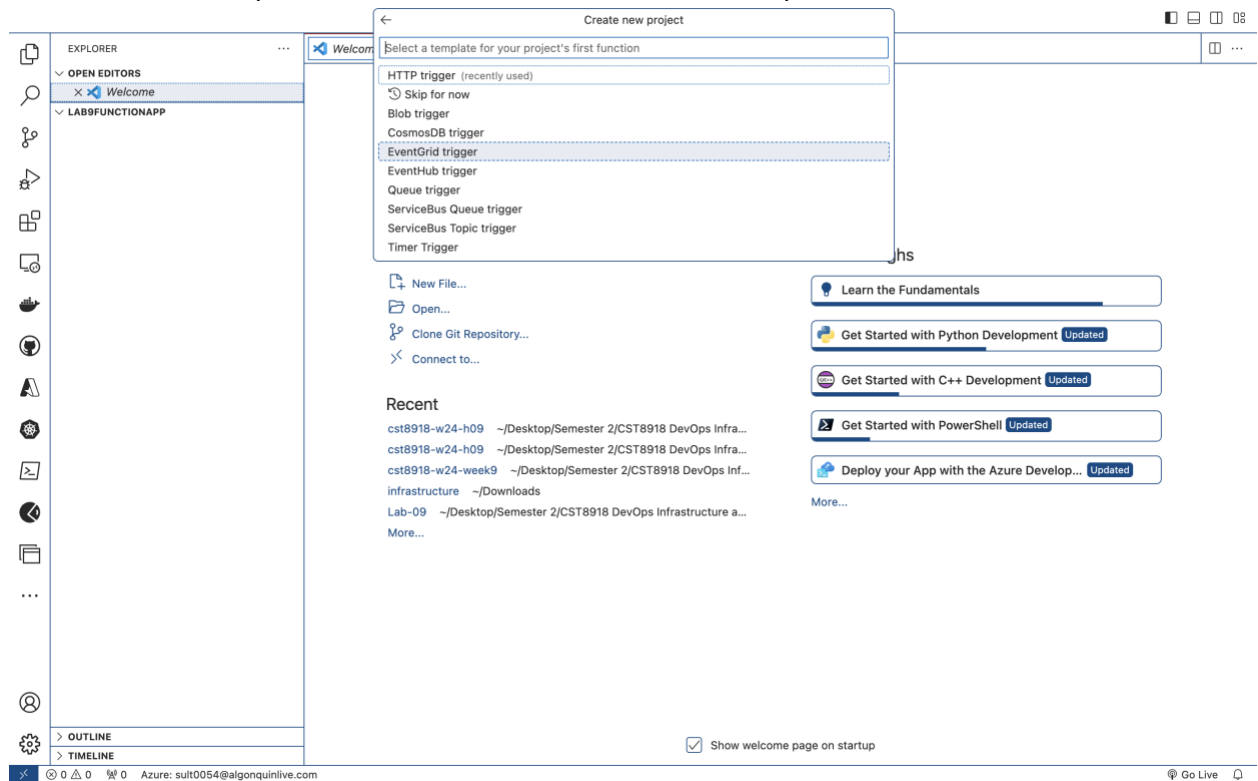 Create new project
EXPLORER
Welcom
Select a template for your project's first function
OPEN EDITORS
Welcome
LAB9FUNCTIONAPP
HTTP trigger (recently used)
Skip for now
Blob trigger
CosmosDB trigger
EventGrid trigger
EventHub trigger
Queue trigger
ServiceBus Queue trigger
ServiceBus Topic trigger
Timer Trigger
New File...
Open...
Clone Git Repository...
Connect to...
Recent
cst8918-w24-h09 ~/Desktop/Semester 2/CST8918 DevOps Infra...
cst8918-w24-h09 ~/Desktop/Semester 2/CST8918 DevOps Infra...
cst8918-w24-week9 ~/Desktop/Semester 2/CST8918 DevOps Inf...
infrastructure ~/Downloads
Lab-09 ~/Desktop/Semester 2/CST8918 DevOps Infrastructure a...
More...
ghs
Learn the Fundamentals
Get Started with Python Development Updated
Get Started with C++ Development Updated
Get Started with PowerShell Updated
Deploy your App with the Azure Develop... Updated
More...
OUTLINE
TIMELINE
Show welcome page on startup
0 0 0 Azure: sult0054@algonquinlive.com
Go Live